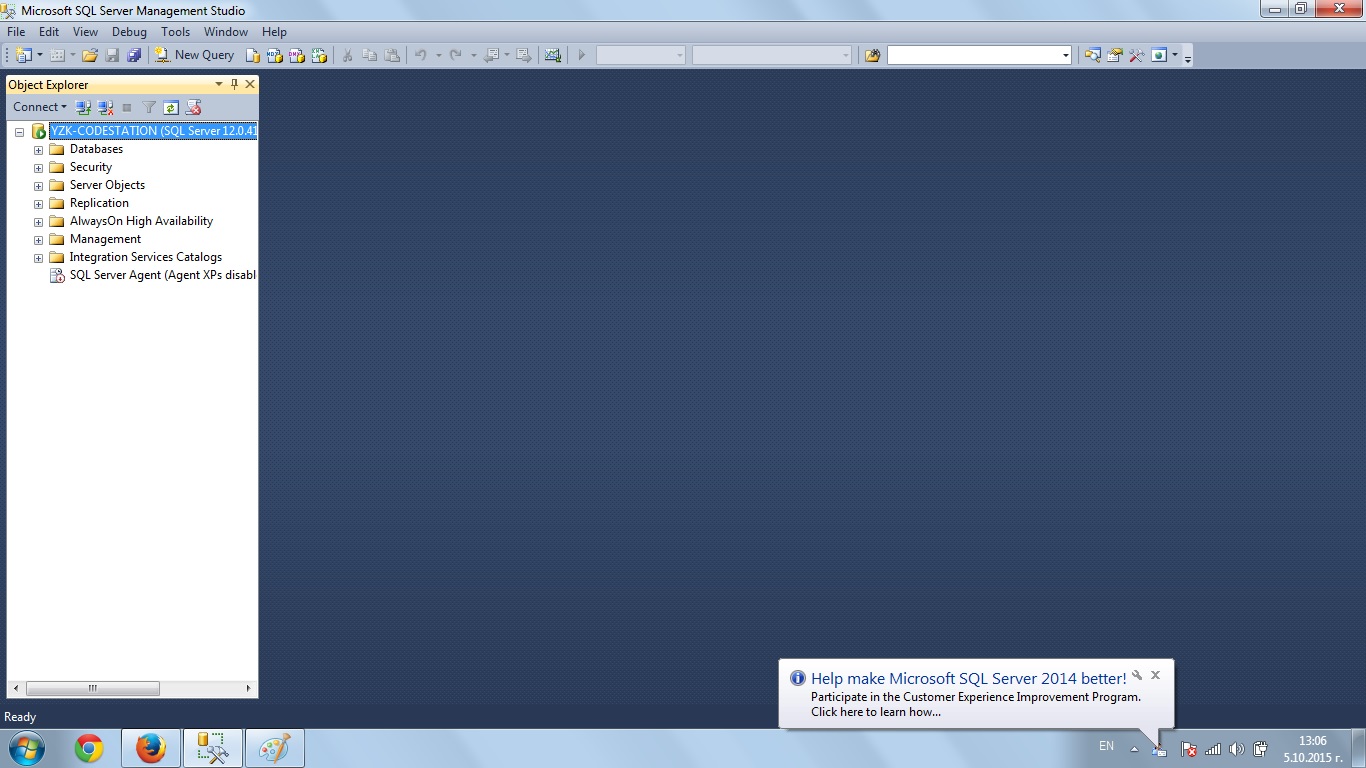 Microsoft SQL Server Management Studio
File Edit View Debug Tools Window Help
New Query
Object Explorer
Connect
YZK-CODESTATION (SQL Server 12.0.41
Databases
Security
Server Objects
Replication
AlwaysOn High Availability
Management
Integration Services Catalogs
SQL Server Agent (Agent XPs disabl
Help make Microsoft SQL Server 2014 better!
Participate in the Customer Experience Improvement Program.
Click here to learn how...
Ready
EN
13:06
5.10.2015 г.